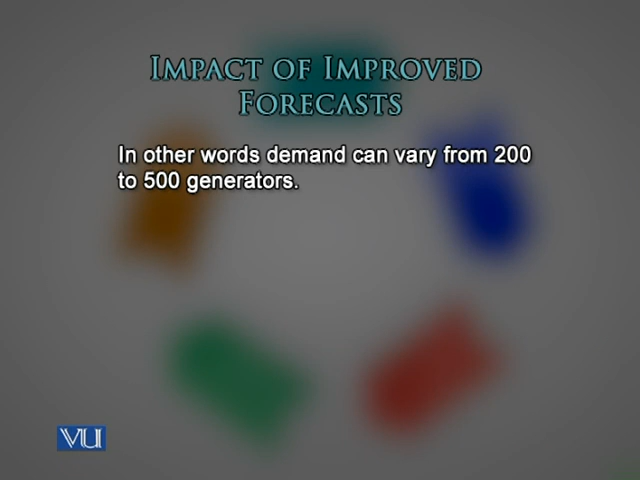 IMPACT OF IMPROVED
FORECASTS
In other words demand can vary from 200
to 500 generators.
VU